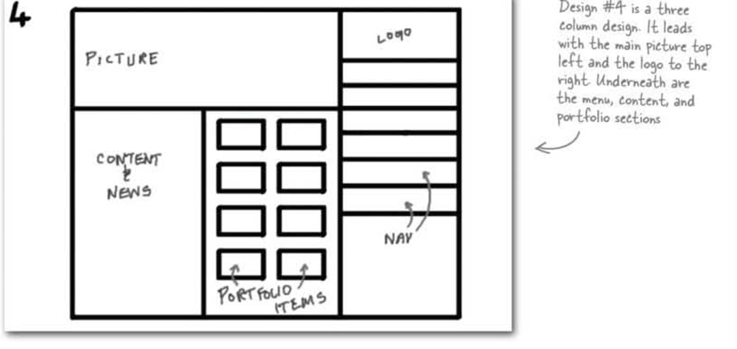 4
PICTURE
LOGO
CONTENT
&
NEWS
NAV
PORTFOLIO
ITEMS
Design #4 is a three
column design. It leads
with the main picture top
left and the logo to the
right. Underneath are
the menu, content, and
portfolio sections